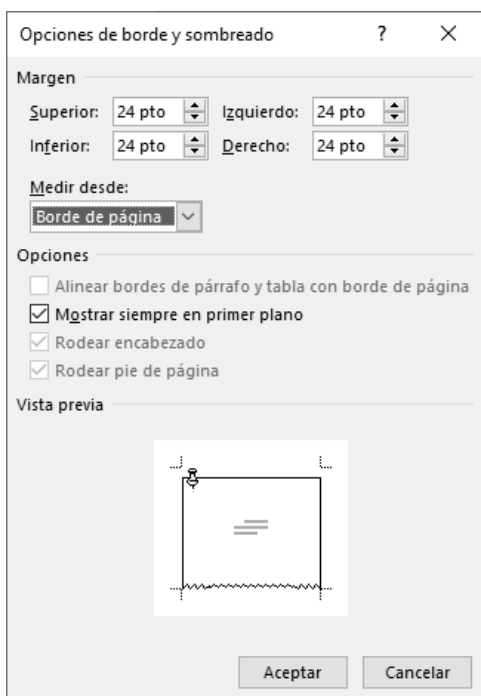 Opciones de borde y sombreado ?
Margen
Superior: 24 pto Izquierdo: 24 pto
Inferior: 24 pto Derecho: 24 pto
Medir desde:
Borde de página
Opciones
Alinear bordes de párrafo y tabla con borde de página
Mostrar siempre en primer plano
Rodear encabezado
Rodear pie de página
Vista previa
Aceptar Cancelar